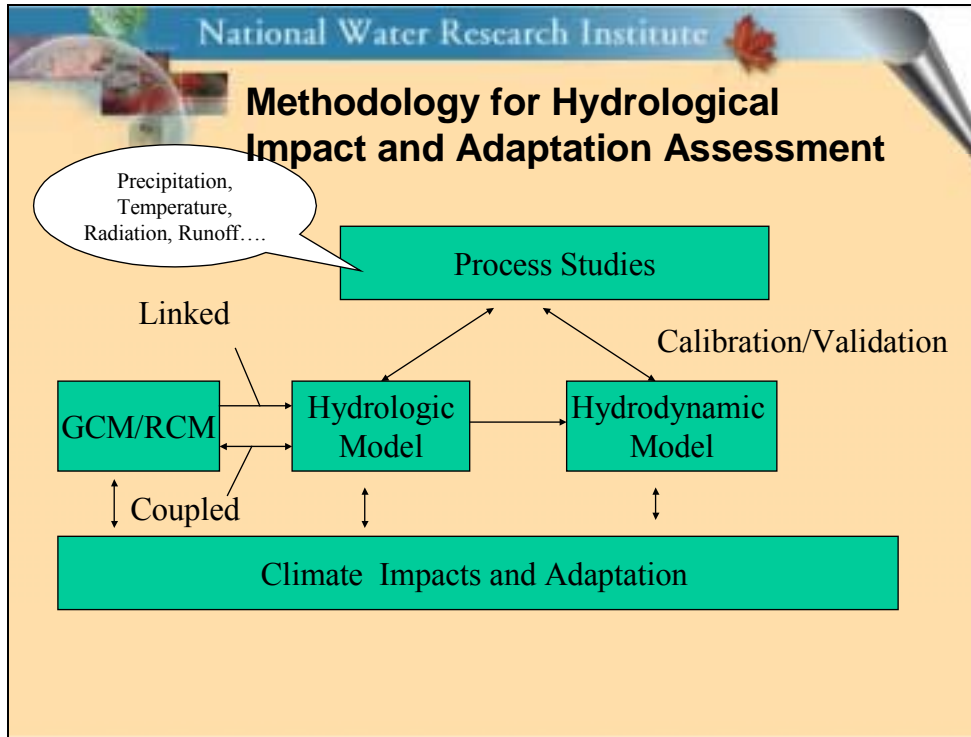 National Water Research Institute
Methodology for Hydrological
Impact and Adaptation Assessment
Precipitation,
Temperature,
Radiation, Runoff….
Process Studies
Linked
Calibration/Validation
GCM/RCM
Hydrologic
Model
Hydrodynamic
Model
Coupled
Climate Impacts and Adaptation